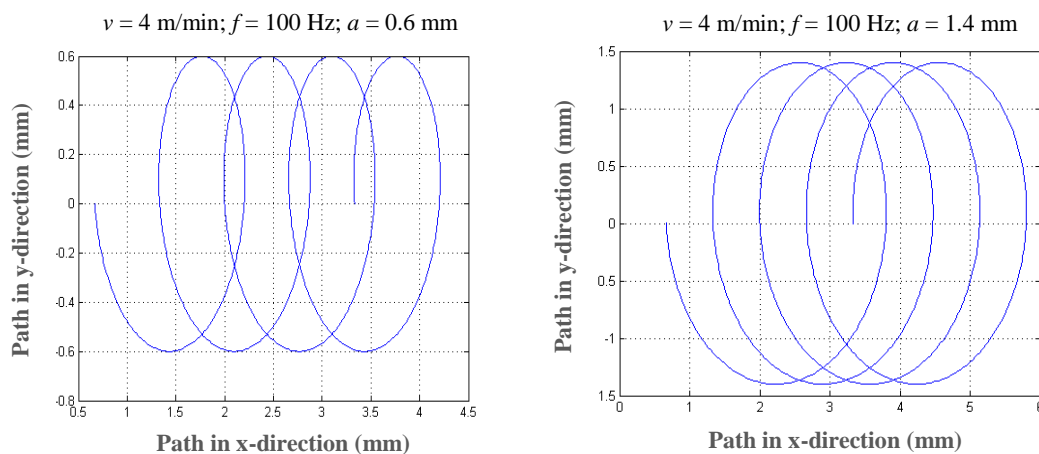 v = 4 m/min; f = 100 Hz; a = 0.6 mm
0.6
0.4
0.2
0
-0.2
-0.4
-0.6
-0.8
0.5 1 1.5 2 2.5 3 3.5 4 4.5
Path in y-direction (mm)
Path in x-direction (mm)
v = 4 m/min; f = 100 Hz; a = 1.4 mm
1.5
1
0.5
0
0.5
-1
1.5
0 1 2 3 4 5 6
Path in y-direction (mm)
Path in x-direction (mm)